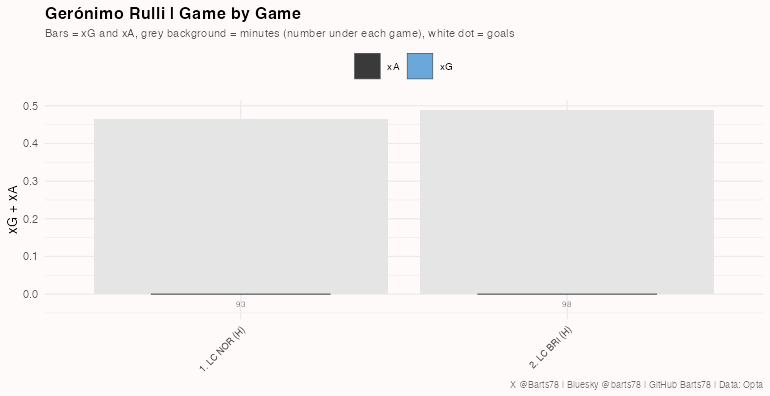 Gerónimo Rulli | Game by Game
Bars = xG and xA, grey background = minutes (number under each game), white dot = goals
xA xG
xG + xA
0.5
0.4
0.3
0.2
0.1
0.0
93 98
1. LC NOR (H) 2. LC BRI (H)
X @Barts78 | Bluesky @barts78 | GitHub Barts78 | Data: Opta